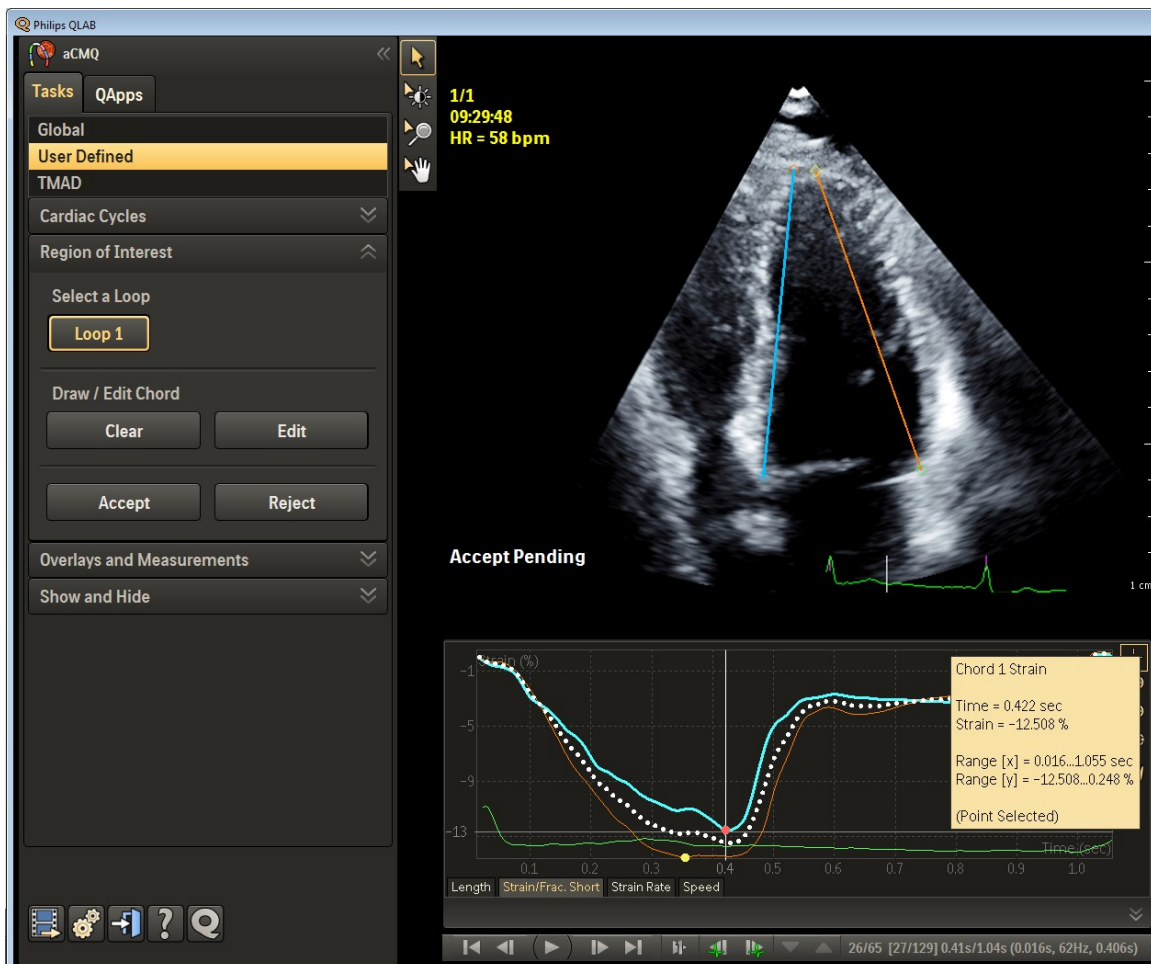 Philips QLAB
aCMQ
Tasks
QApps
Global
User Defined
TMAD
Cardiac Cycles
Region of Interest
Select a Loop
Loop 1
Draw / Edit Chord
Clear
Edit
Accept
Reject
Overlays and Measurements
Show and Hide
1/1
09:29:48
HR = 58 bpm
Accept Pending
1 cm
Strain (%)
-1
-5
-9
-13
0.1 0.2 0.3 0.4 0.5 0.6 0.7 0.8 0.9 1.0
Time (sec)
Chord 1 Strain
Time = 0.422 sec
Strain = -12.508 %
Range [x] = 0.016...1.055 sec
Range [y] = -12.508...0.248 %
(Point Selected)
Length
Strain/Frac. Short
Strain Rate
Speed
26/65 [27/129] 0.41s/1.04s (0.016s, 62Hz, 0.406s)